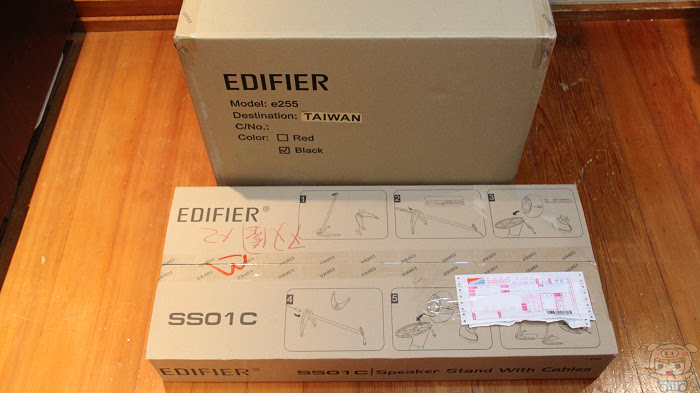 EDIFIER
Model: e255
Destination: TAIWAN
C/No.:
Color: Red
Black
EDIFIER®
1
2
3
x2
SS01C
4
5
EDIFIER
SS01C|Speaker Stand With Cables